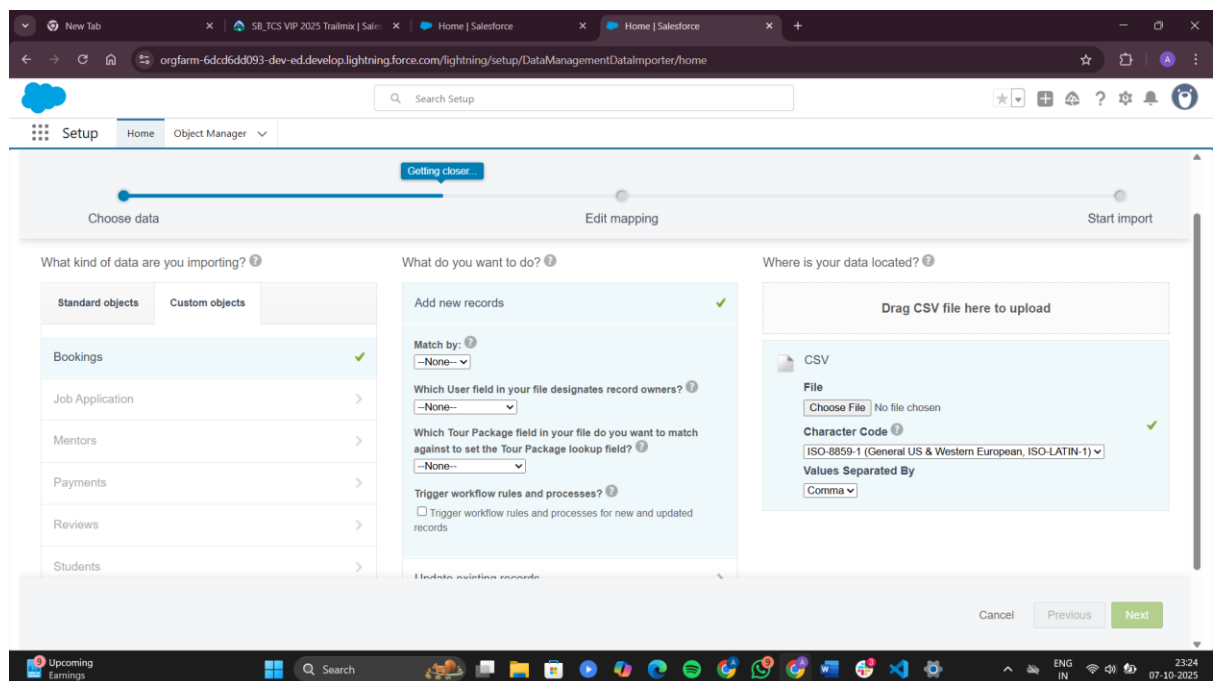 New Tab
SB_TCS VIP 2025 Trailmix | Sale
Home | Salesforce
Home | Salesforce
orgfarm-6dcd6dd093-dev-ed.develop.lightning.force.com/lightning/setup/DataManagementDataImporter/home
A
Search Setup
Setup
Home
Object Manager
Getting closer...
Choose data
Edit mapping
Start import
What kind of data are you importing?
Standard objects
Custom objects
Bookings
Job Application
Mentors
Payments
Reviews
Students
What do you want to do?
Add new records
Match by:
--None--
Which User field in your file designates record owners?
--None--
Which Tour Package field in your file do you want to match
against to set the Tour Package lookup field?
--None--
Trigger workflow rules and processes?
Trigger workflow rules and processes for new and updated
records
Update existing records
Where is your data located?
Drag CSV file here to upload
CSV
File
Choose File No file chosen
Character Code
ISO-8859-1 (General US & Western European, ISO-LATIN-1)
Values Separated By
Comma
Cancel
Previous
Next
9
Upcoming
Earnings
Search
9
ENG
IN
23:24
07-10-2025